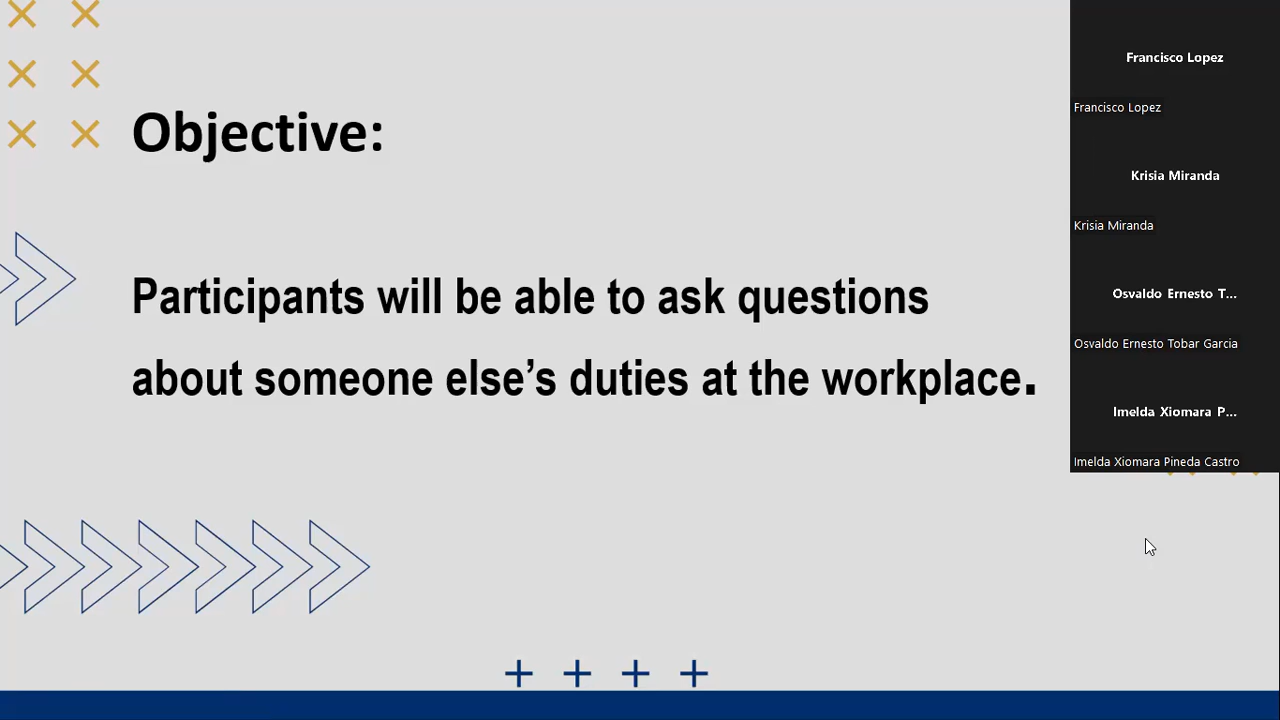 Objective:
Participants will be able to ask questions
about someone else’s duties at the workplace.
Francisco Lopez
Francisco Lopez
Krisia Miranda
Krisia Miranda
Osvaldo Ernesto T...
Osvaldo Ernesto Tobar Garcia
Imelda Xiomara P...
Imelda Xiomara Pineda Castro